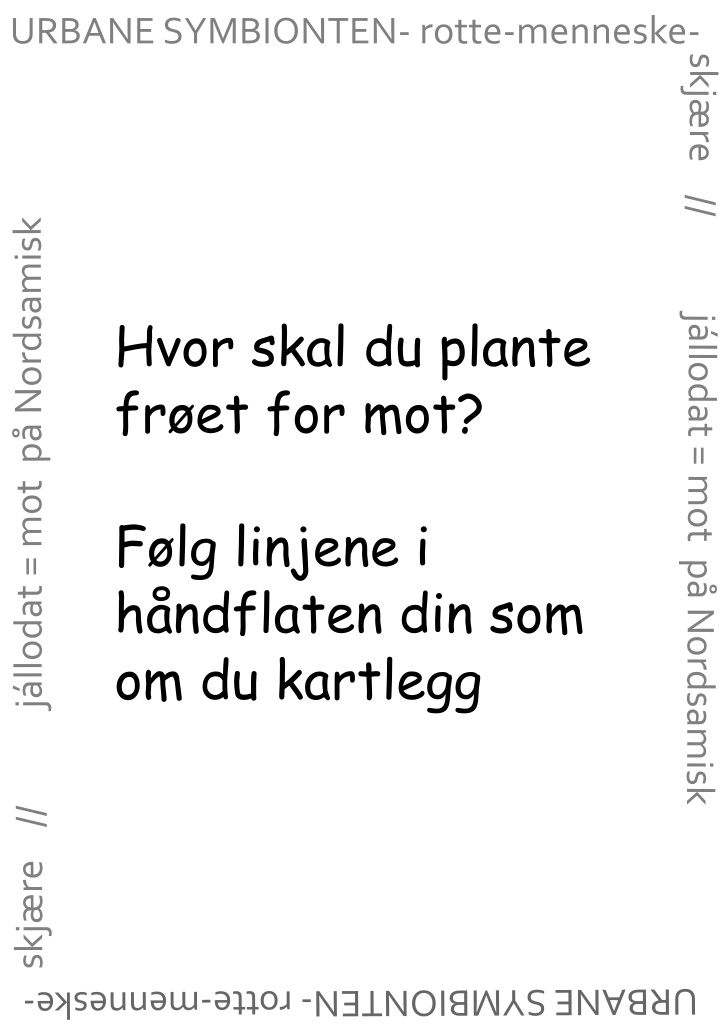 URBANE SYMBIONTEN- rotte-menneske-
skjære // jállodat = mot på Nordsamisk
Hvor skal du plante
frøet for mot?
Følg linjene i
håndflaten din som
om du kartlegg
URBANE SYMBIONTEN- rotte-menneske-
skjære // jállodat = mot på Nordsamisk